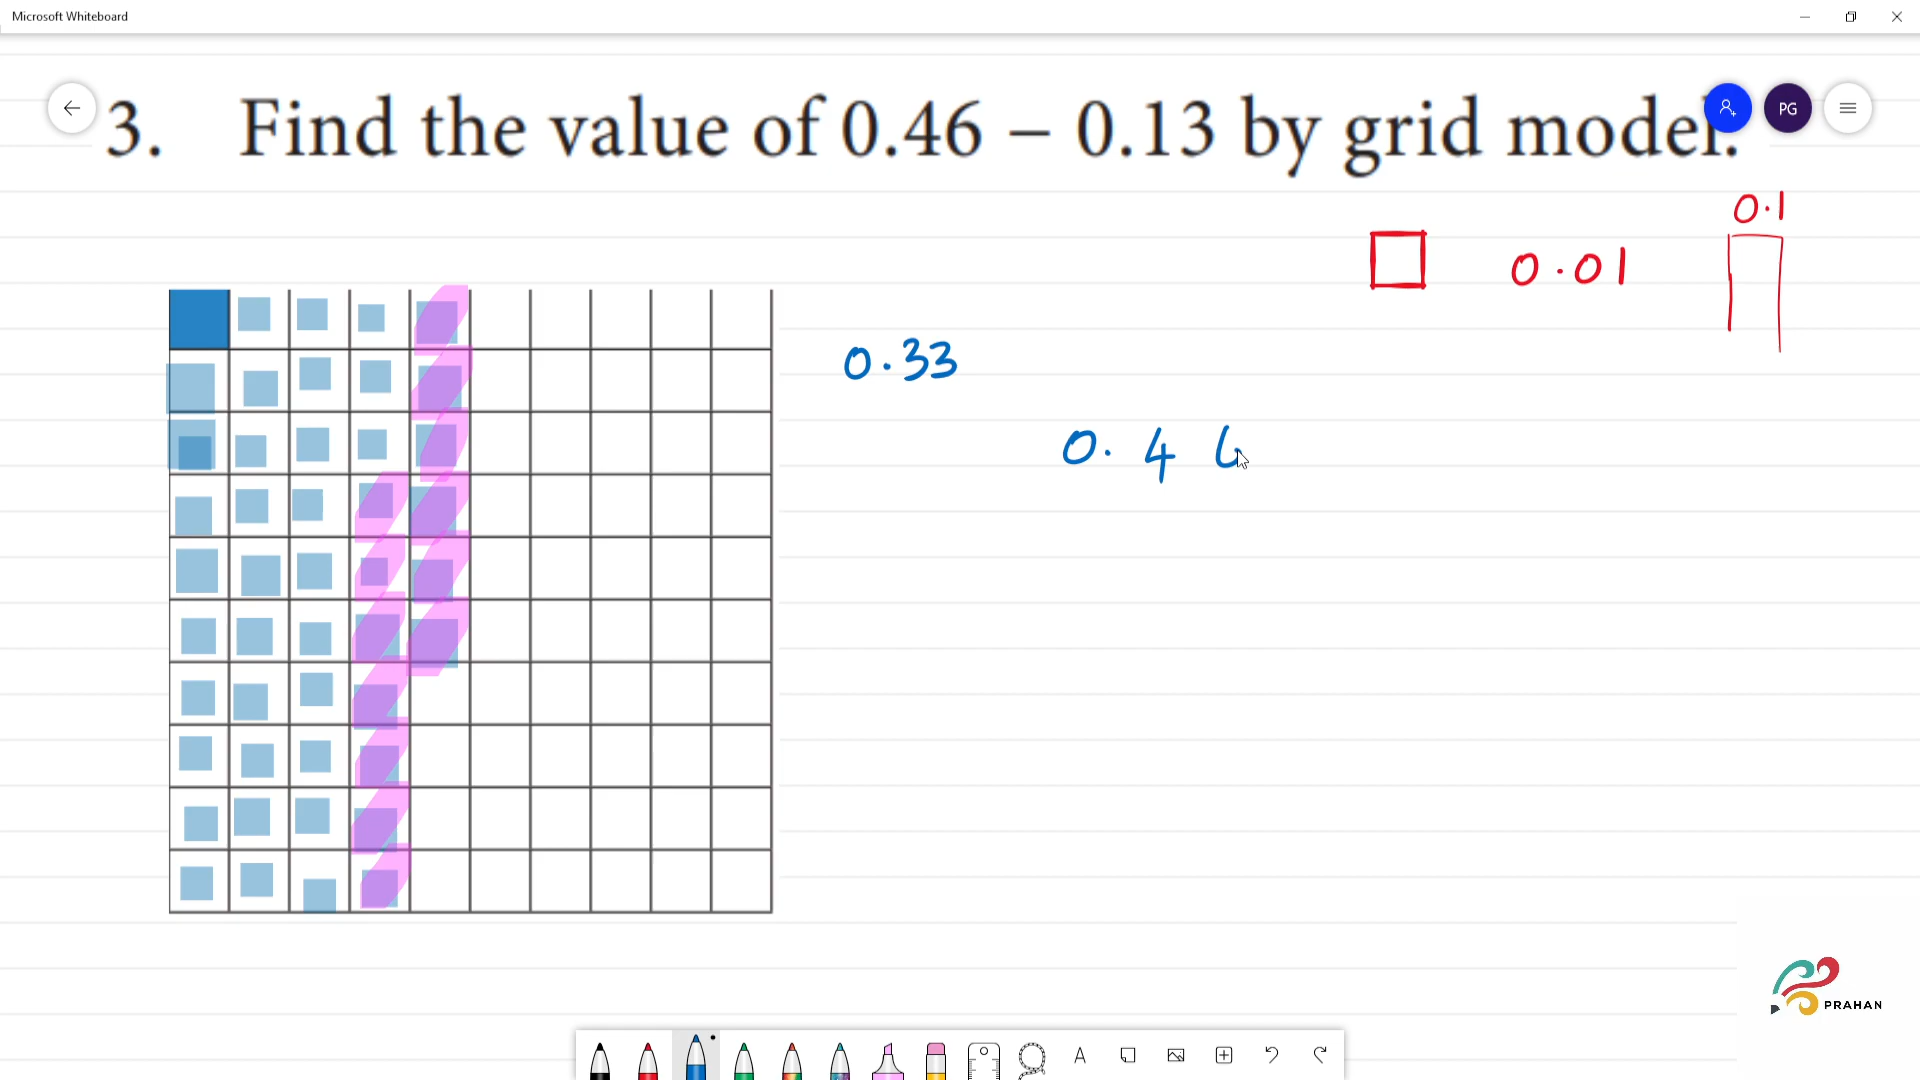 Microsoft Whiteboard
3. Find the value of 0.46 – 0.13 by grid model.
PG
0.1
0.01
0.33
0.4
A
PRAHAN